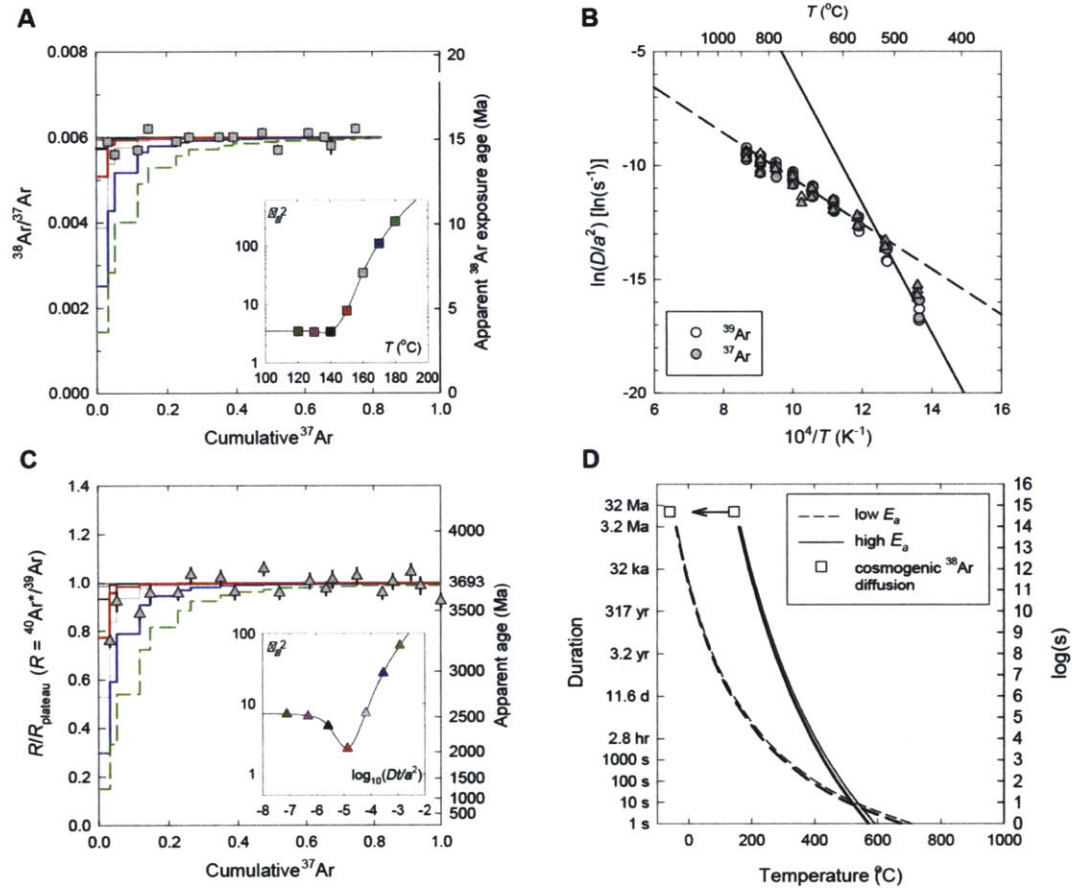 A
0.008
0.006
0.004
0.002
0.000
³⁸Ar/³⁷Ar
20
15
10
5
0
Apparent ³⁸Ar exposure age (Ma)
100
10
1
T (°C)
100 120 140 160 180 200
0.0 0.2 0.4 0.6 0.8 1.0
Cumulative ³⁷Ar
B
T (°C)
800 700 600 500 400
-5
-10
-15
-20
ln(D/a²) [ln(s⁻¹)]
³⁹Ar
³⁷Ar
6 8 10 12 14 16
10⁴/T (K⁻¹)
C
1.4
1.2
1.0
0.8
0.6
0.4
0.2
0.0
R/Rplateau (R = ⁴⁰Ar*/³⁹Ar)
4000
3693
3500
3000
2500
2000
1500
1000
500
Apparent age (Ma)
100
10
1
log₁₀(Dt/a²)
-8 -7 -6 -5 -4 -3 -2
0.0 0.2 0.4 0.6 0.8 1.0
Cumulative ³⁷Ar
D
32 Ma
3.2 Ma
32 ka
317 yr
3.2 yr
11.6 d
2.8 hr
1000 s
100 s
10 s
1 s
Duration
low Eₐ
high Eₐ
cosmogenic ³⁸Ar
diffusion
16
15
14
13
12
11
10
9
8
7
6
5
4
3
2
1
0
log(s)
0 200 400 600 800 1000
Temperature (°C)